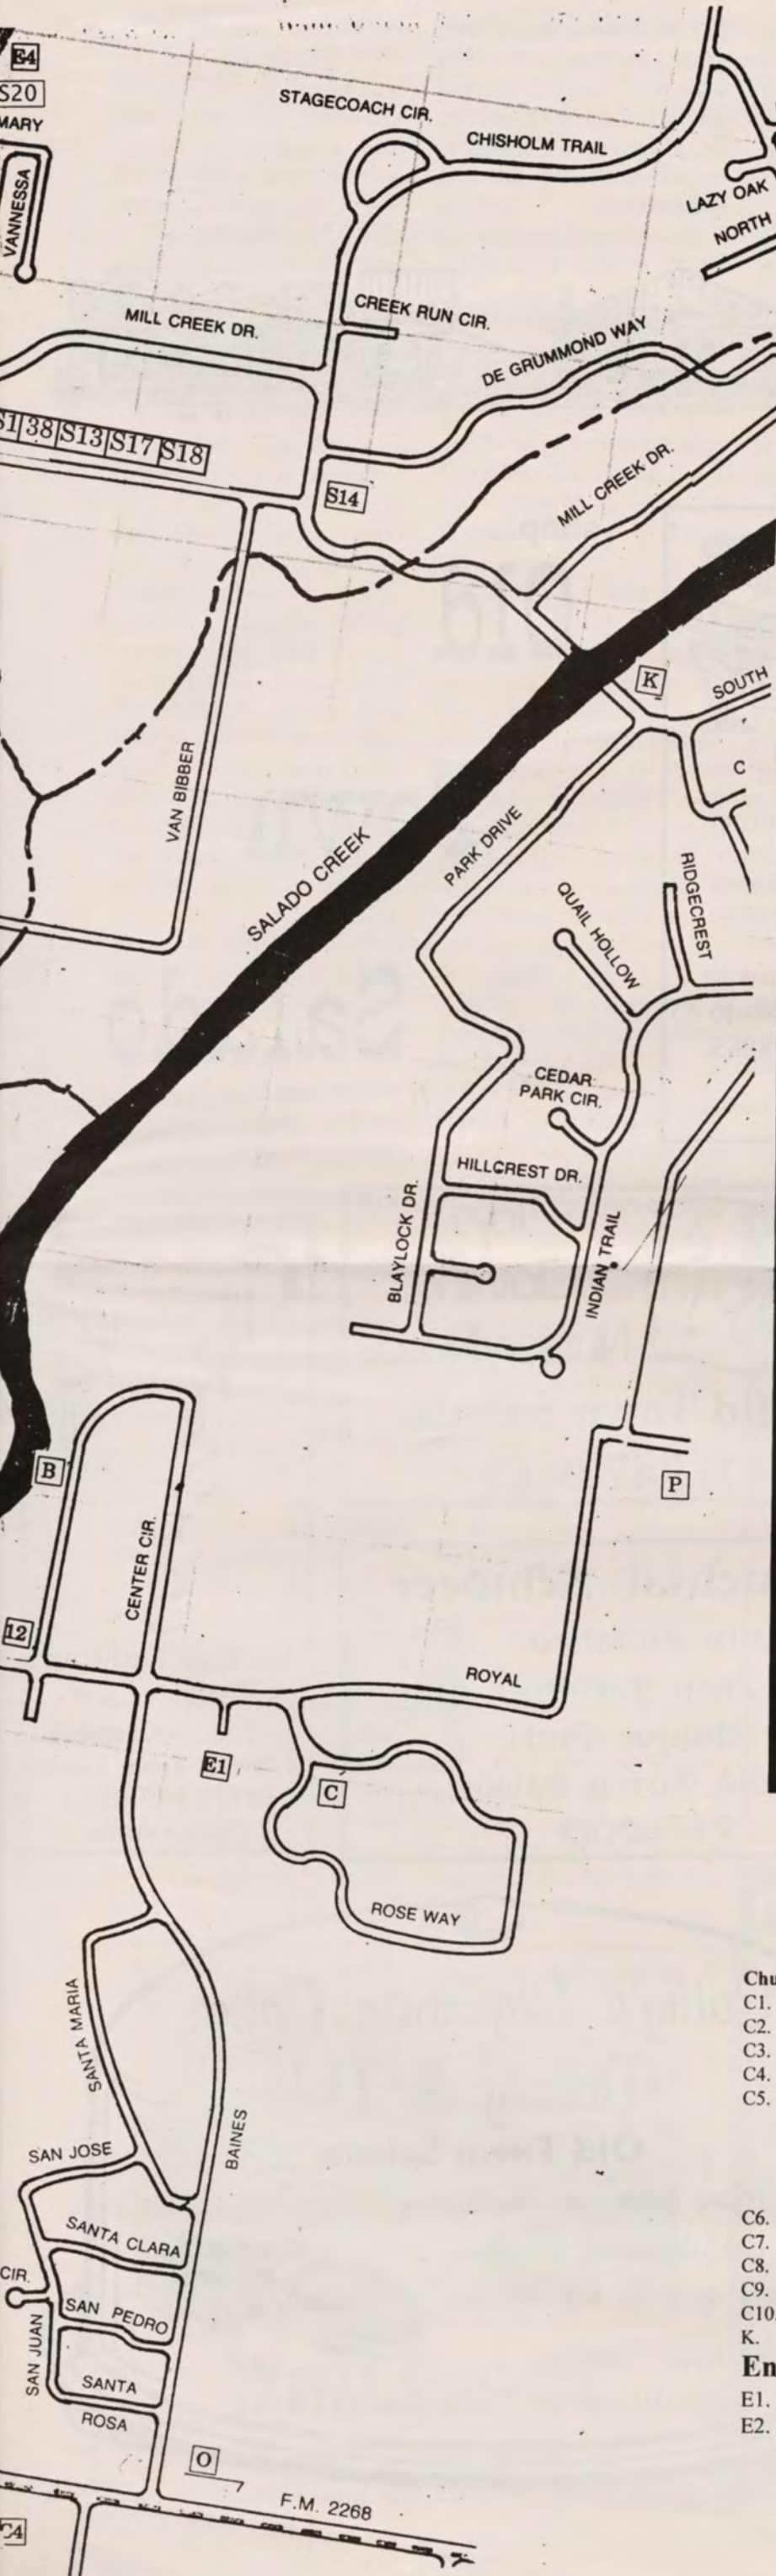 E4
S20
MARY
VANNESSA
STAGECOACH CIR.
CHISHOLM TRAIL
LAZY OAK
NORTH
MILL CREEK DR.
CREEK RUN CIR.
DE GRUMMOND WAY
S1 38 S13 S17 S18
S14
MILL CREEK DR.
K
SOUTH
C
VAN BIBBER
SALADO CREEK
PARK DRIVE
QUAIL HOLLOW
RIDGECREST
CEDAR
PARK CIR.
HILLCREST DR.
BLAYLOCK DR.
INDIAN TRAIL
B
P
CENTER CIR.
12
ROYAL
E1
C
ROSE WAY
SANTA MARIA
BAINES
SAN JOSE
SANTA CLARA
CIR.
SAN PEDRO
SAN JUAN
SANTA
ROSA
O
F.M. 2268
C4
Chu
C1.
C2.
C3.
C4.
C5.
C6.
C7.
C8.
C9.
C10.
K.
En
E1.
E2.